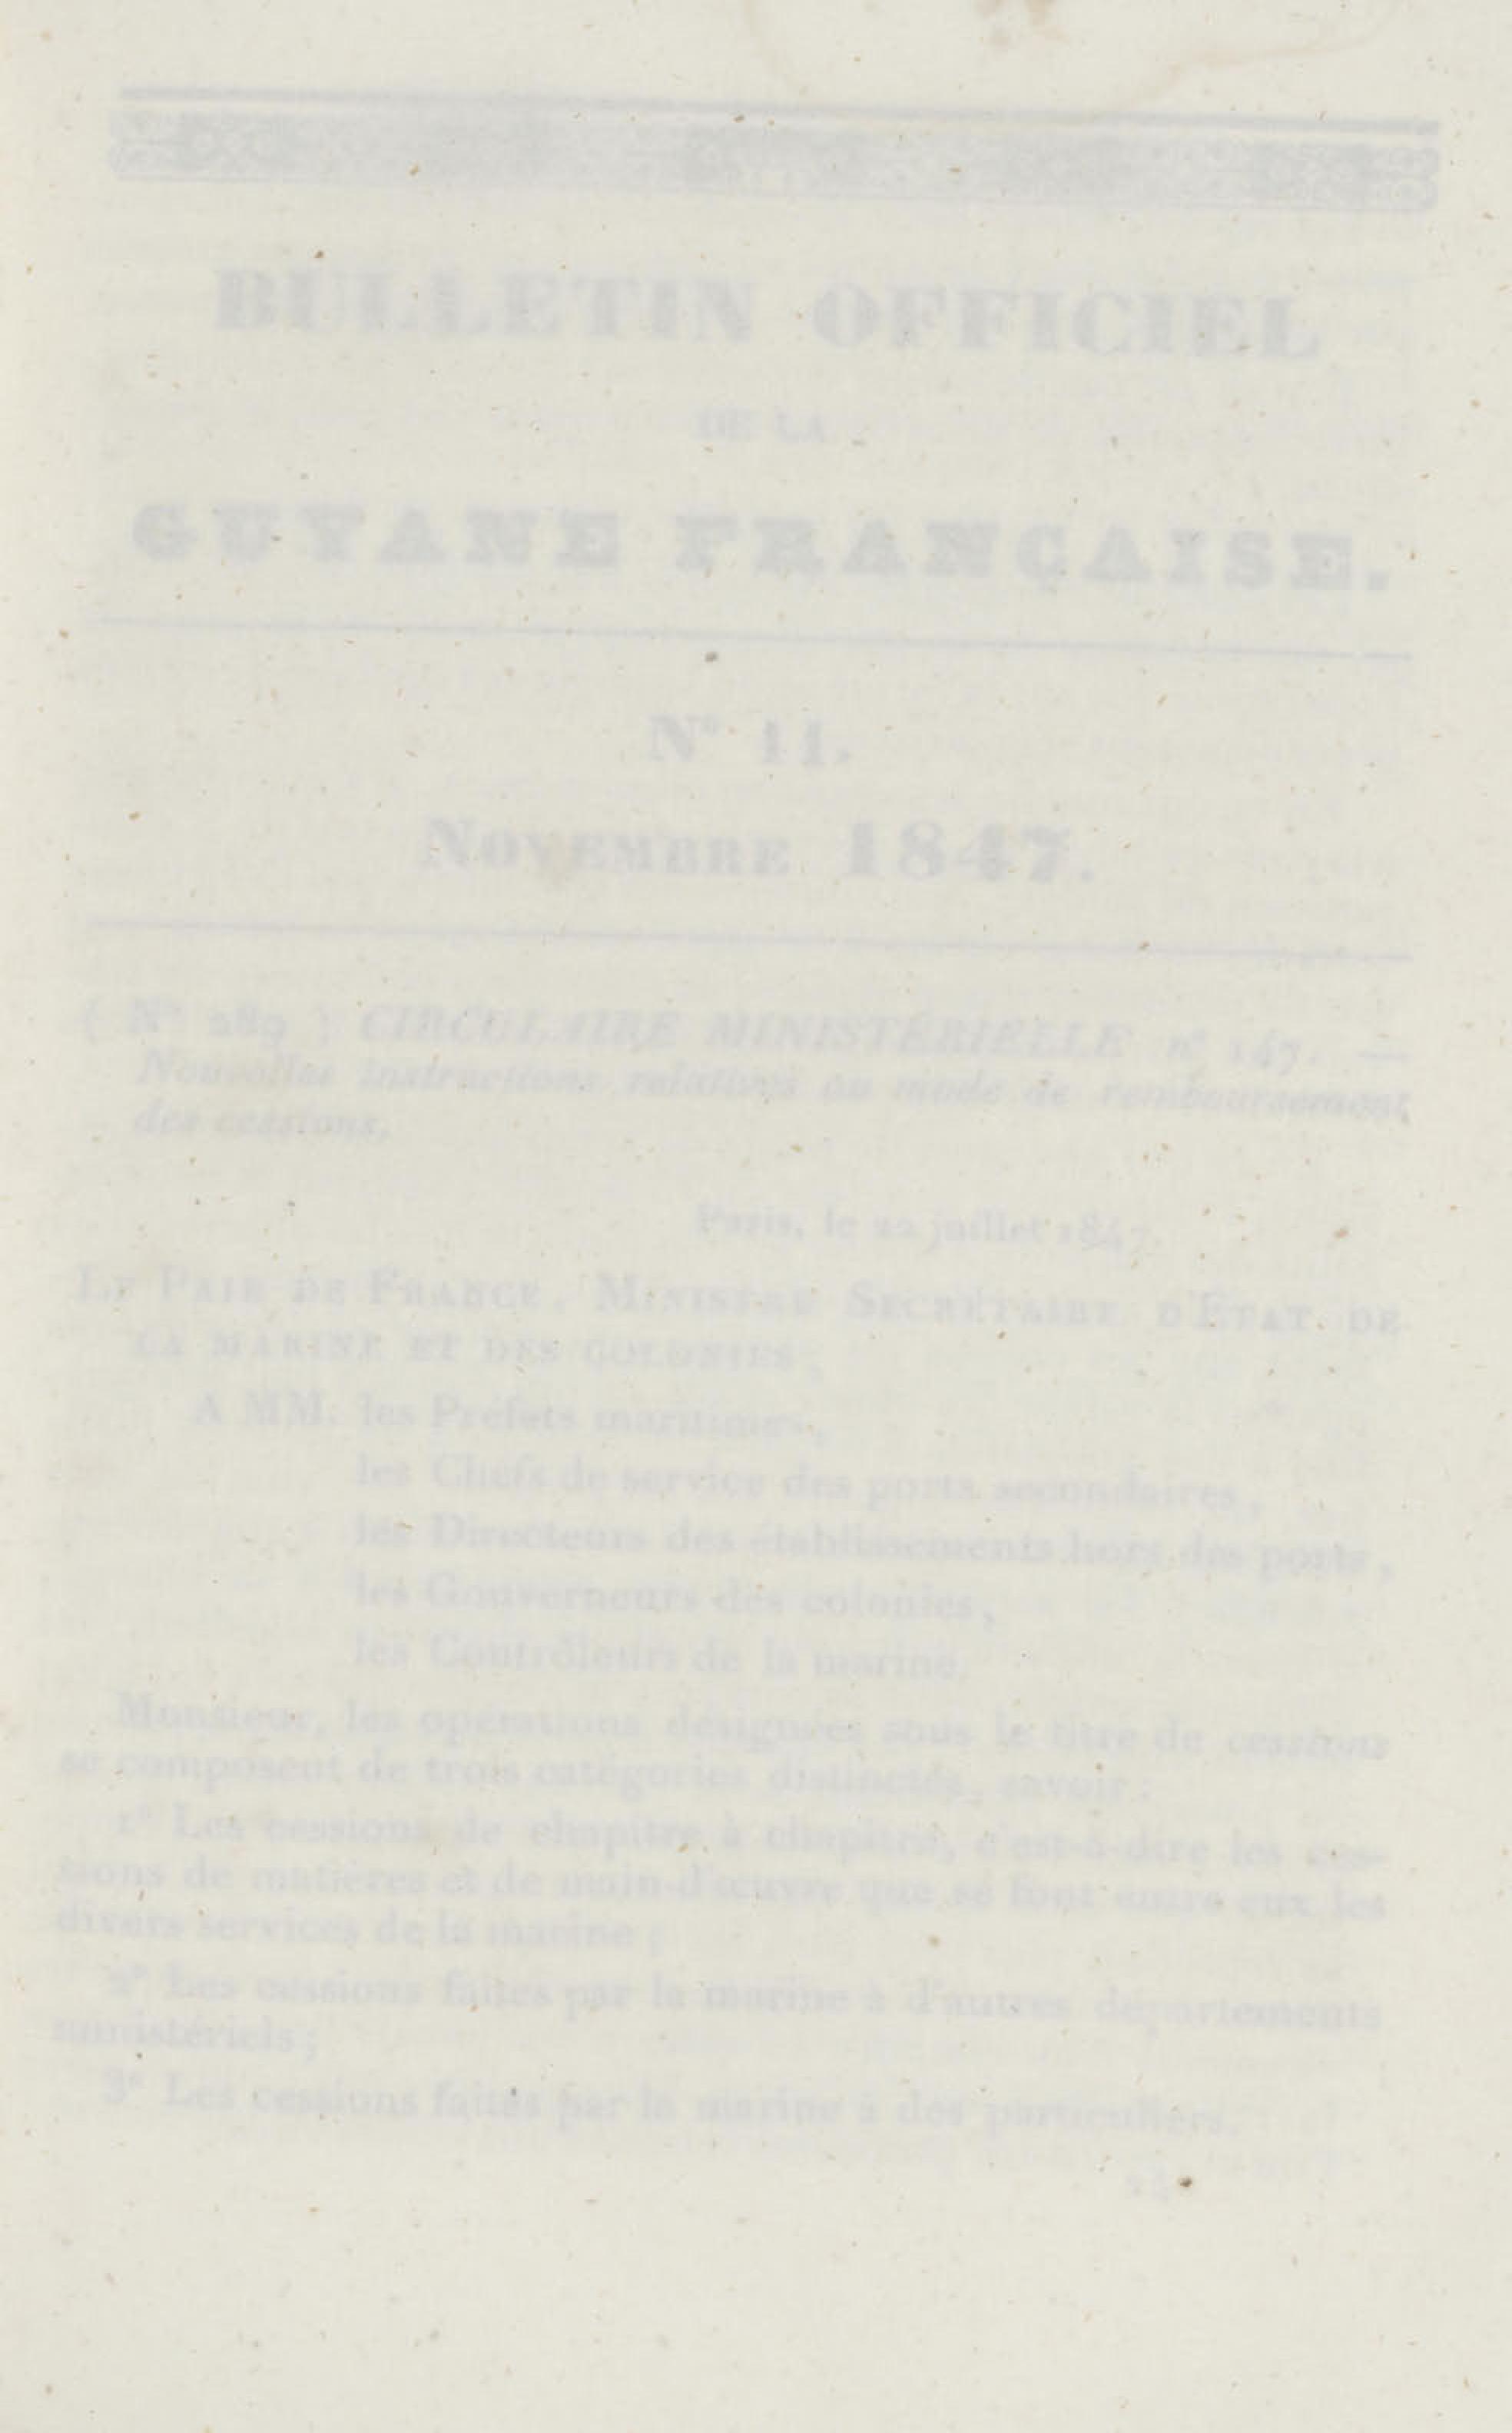 BULLETIN OFFICIEL
DE LA
GUYANE FRANÇAISE.
N° 11.
NOVEMBRE 1847.
( N° 289 ) CIRCULAIRE MINISTÉRIELLE n° 147. —
Nouvelles instructions relatives au mode de remboursement
des cessions.
Paris, le 22 juillet 1847.
LE PAIR DE FRANCE, MINISTRE SECRÉTAIRE D'ÉTAT DE
LA MARINE ET DES COLONIES,
A MM. les Préfets maritimes,
les Chefs de service des ports secondaires,
les Directeurs des établissements hors des ports,
les Gouverneurs des colonies,
les Contrôleurs de la marine.
Monsieur, les opérations désignées sous le titre de cessions
se composent de trois catégories distinctes, savoir :
1° Les cessions de chapitre à chapitre, c'est-à-dire les ces-
sions de matières et de main-d'œuvre que se font entre eux les
divers services de la marine ;
2° Les cessions faites par la marine à d'autres départements
ministériels ;
3° Les cessions faites par la marine à des particuliers.